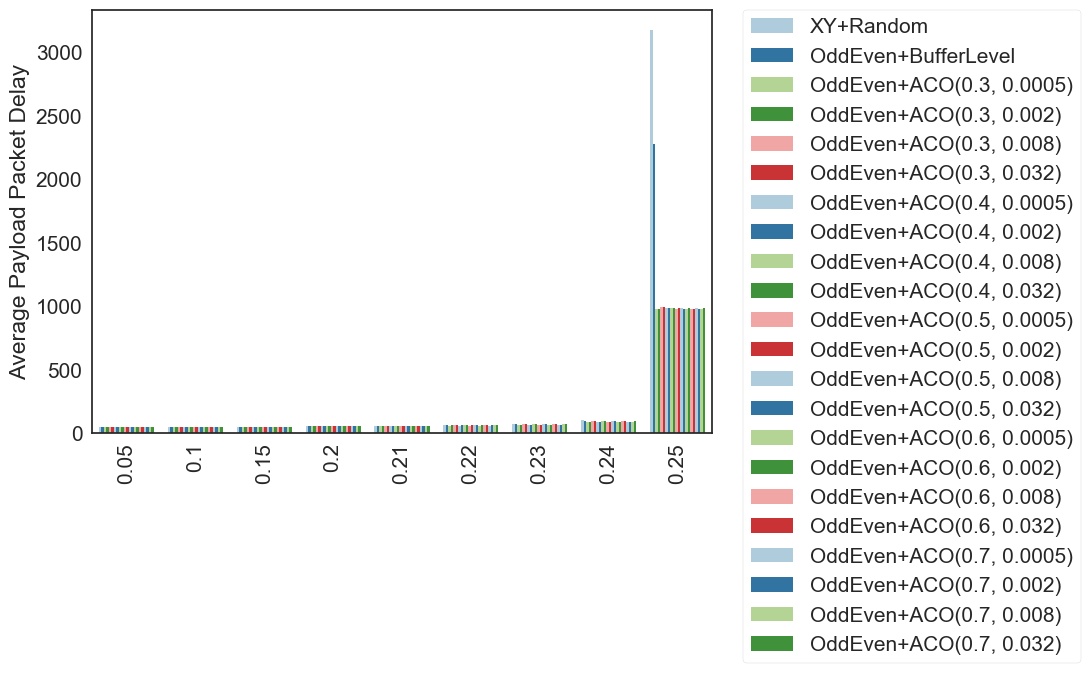 Average Payload Packet Delay
3000
2500
2000
1500
1000
500
0
0.05
0.1
0.15
0.2
0.21
0.22
0.23
0.24
0.25
XY+Random
OddEven+BufferLevel
OddEven+ACO(0.3, 0.0005)
OddEven+ACO(0.3, 0.002)
OddEven+ACO(0.3, 0.008)
OddEven+ACO(0.3, 0.032)
OddEven+ACO(0.4, 0.0005)
OddEven+ACO(0.4, 0.002)
OddEven+ACO(0.4, 0.008)
OddEven+ACO(0.4, 0.032)
OddEven+ACO(0.5, 0.0005)
OddEven+ACO(0.5, 0.002)
OddEven+ACO(0.5, 0.008)
OddEven+ACO(0.5, 0.032)
OddEven+ACO(0.6, 0.0005)
OddEven+ACO(0.6, 0.002)
OddEven+ACO(0.6, 0.008)
OddEven+ACO(0.6, 0.032)
OddEven+ACO(0.7, 0.0005)
OddEven+ACO(0.7, 0.002)
OddEven+ACO(0.7, 0.008)
OddEven+ACO(0.7, 0.032)